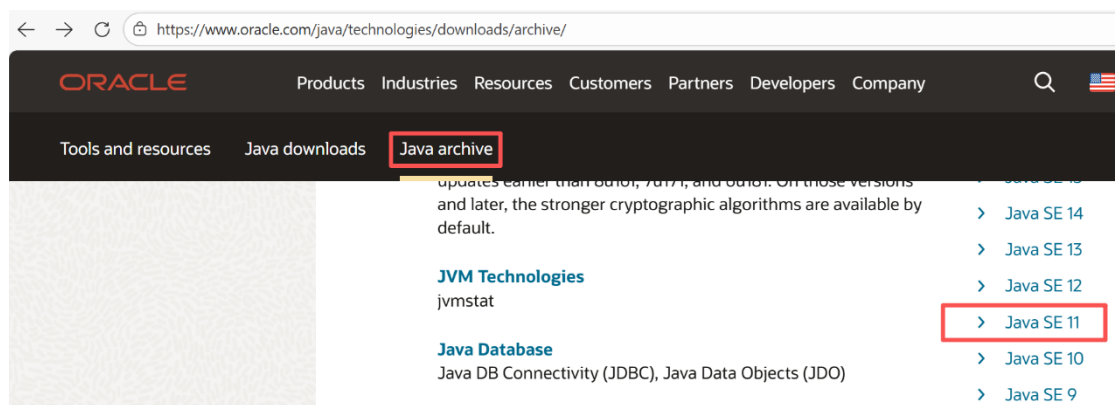 https://www.oracle.com/java/technologies/downloads/archive/
ORACLE
Products Industries Resources Customers Partners Developers Company
Tools and resources Java downloads Java archive
and later, the stronger cryptographic algorithms are available by
default.
JVM Technologies
jvmstat
Java Database
Java DB Connectivity (JDBC), Java Data Objects (JDO)
Java SE 14
Java SE 13
Java SE 12
Java SE 11
Java SE 10
Java SE 9